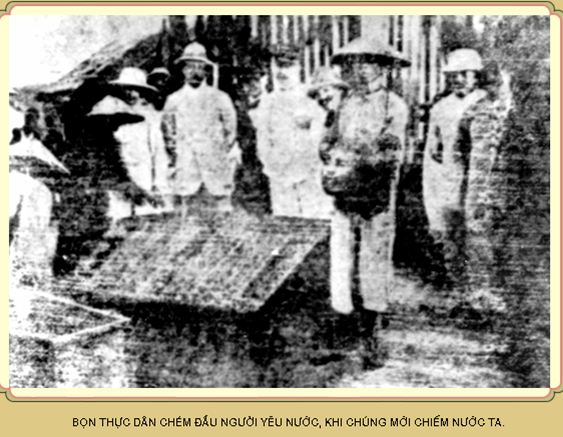 BỌN THỰC DÂN CHÉM ĐẦU NGƯỜI YÊU NƯỚC, KHI CHÚNG MỚI CHIẾM NƯỚC TA.